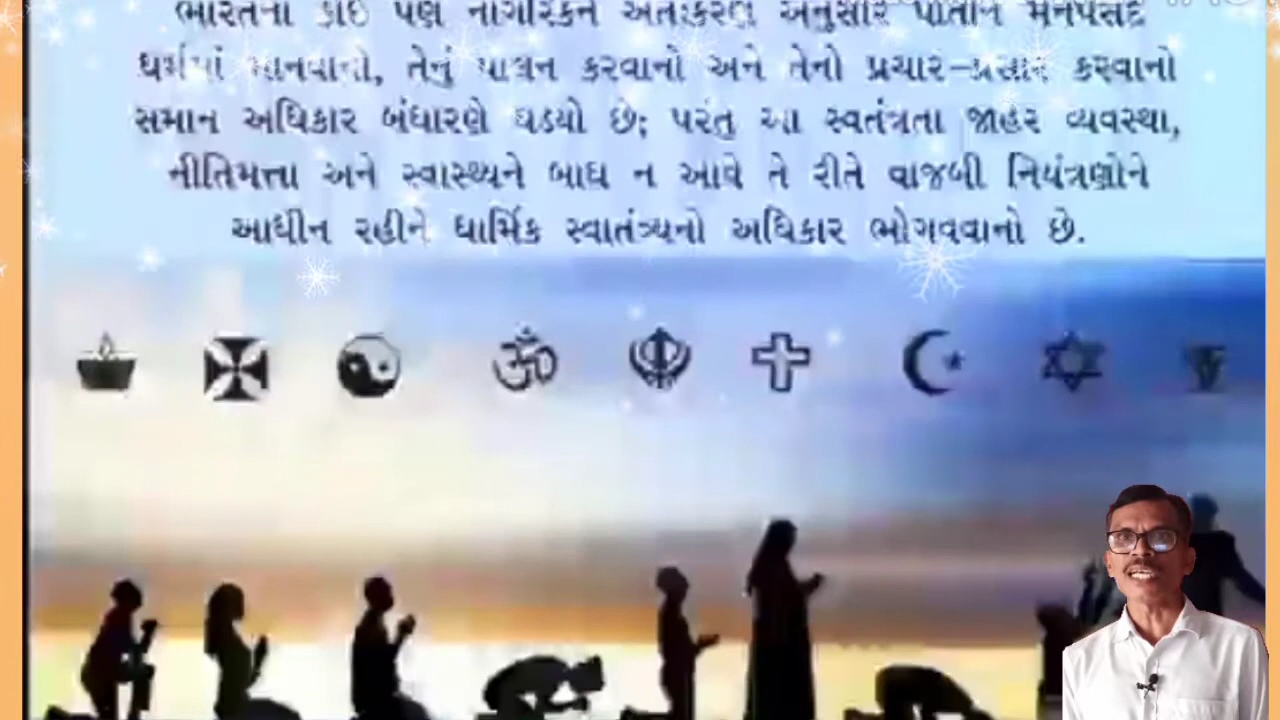 ભારતના કોઇ પણ નાગરિકને અંતઃકરણ અનુસાર પોતાને મનપસંદ
ધર્મમાં માનવાનો, તેનું પાલન કરવાનો અને તેનો પ્રચાર-પ્રસાર કરવાનો
સમાન અધિકાર બંધારણે ઘડયો છે; પરંતુ આ સ્વતંત્રતા જાહેર વ્યવસ્થા,
નીતિમત્તા અને સ્વાસ્થ્યને બાધ ન આવે તે રીતે વાજબી નિયંત્રણોને
આધીન રહીને ધાર્મિક સ્વાતંત્ર્યનો અધિકાર ભોગવવાનો છે.